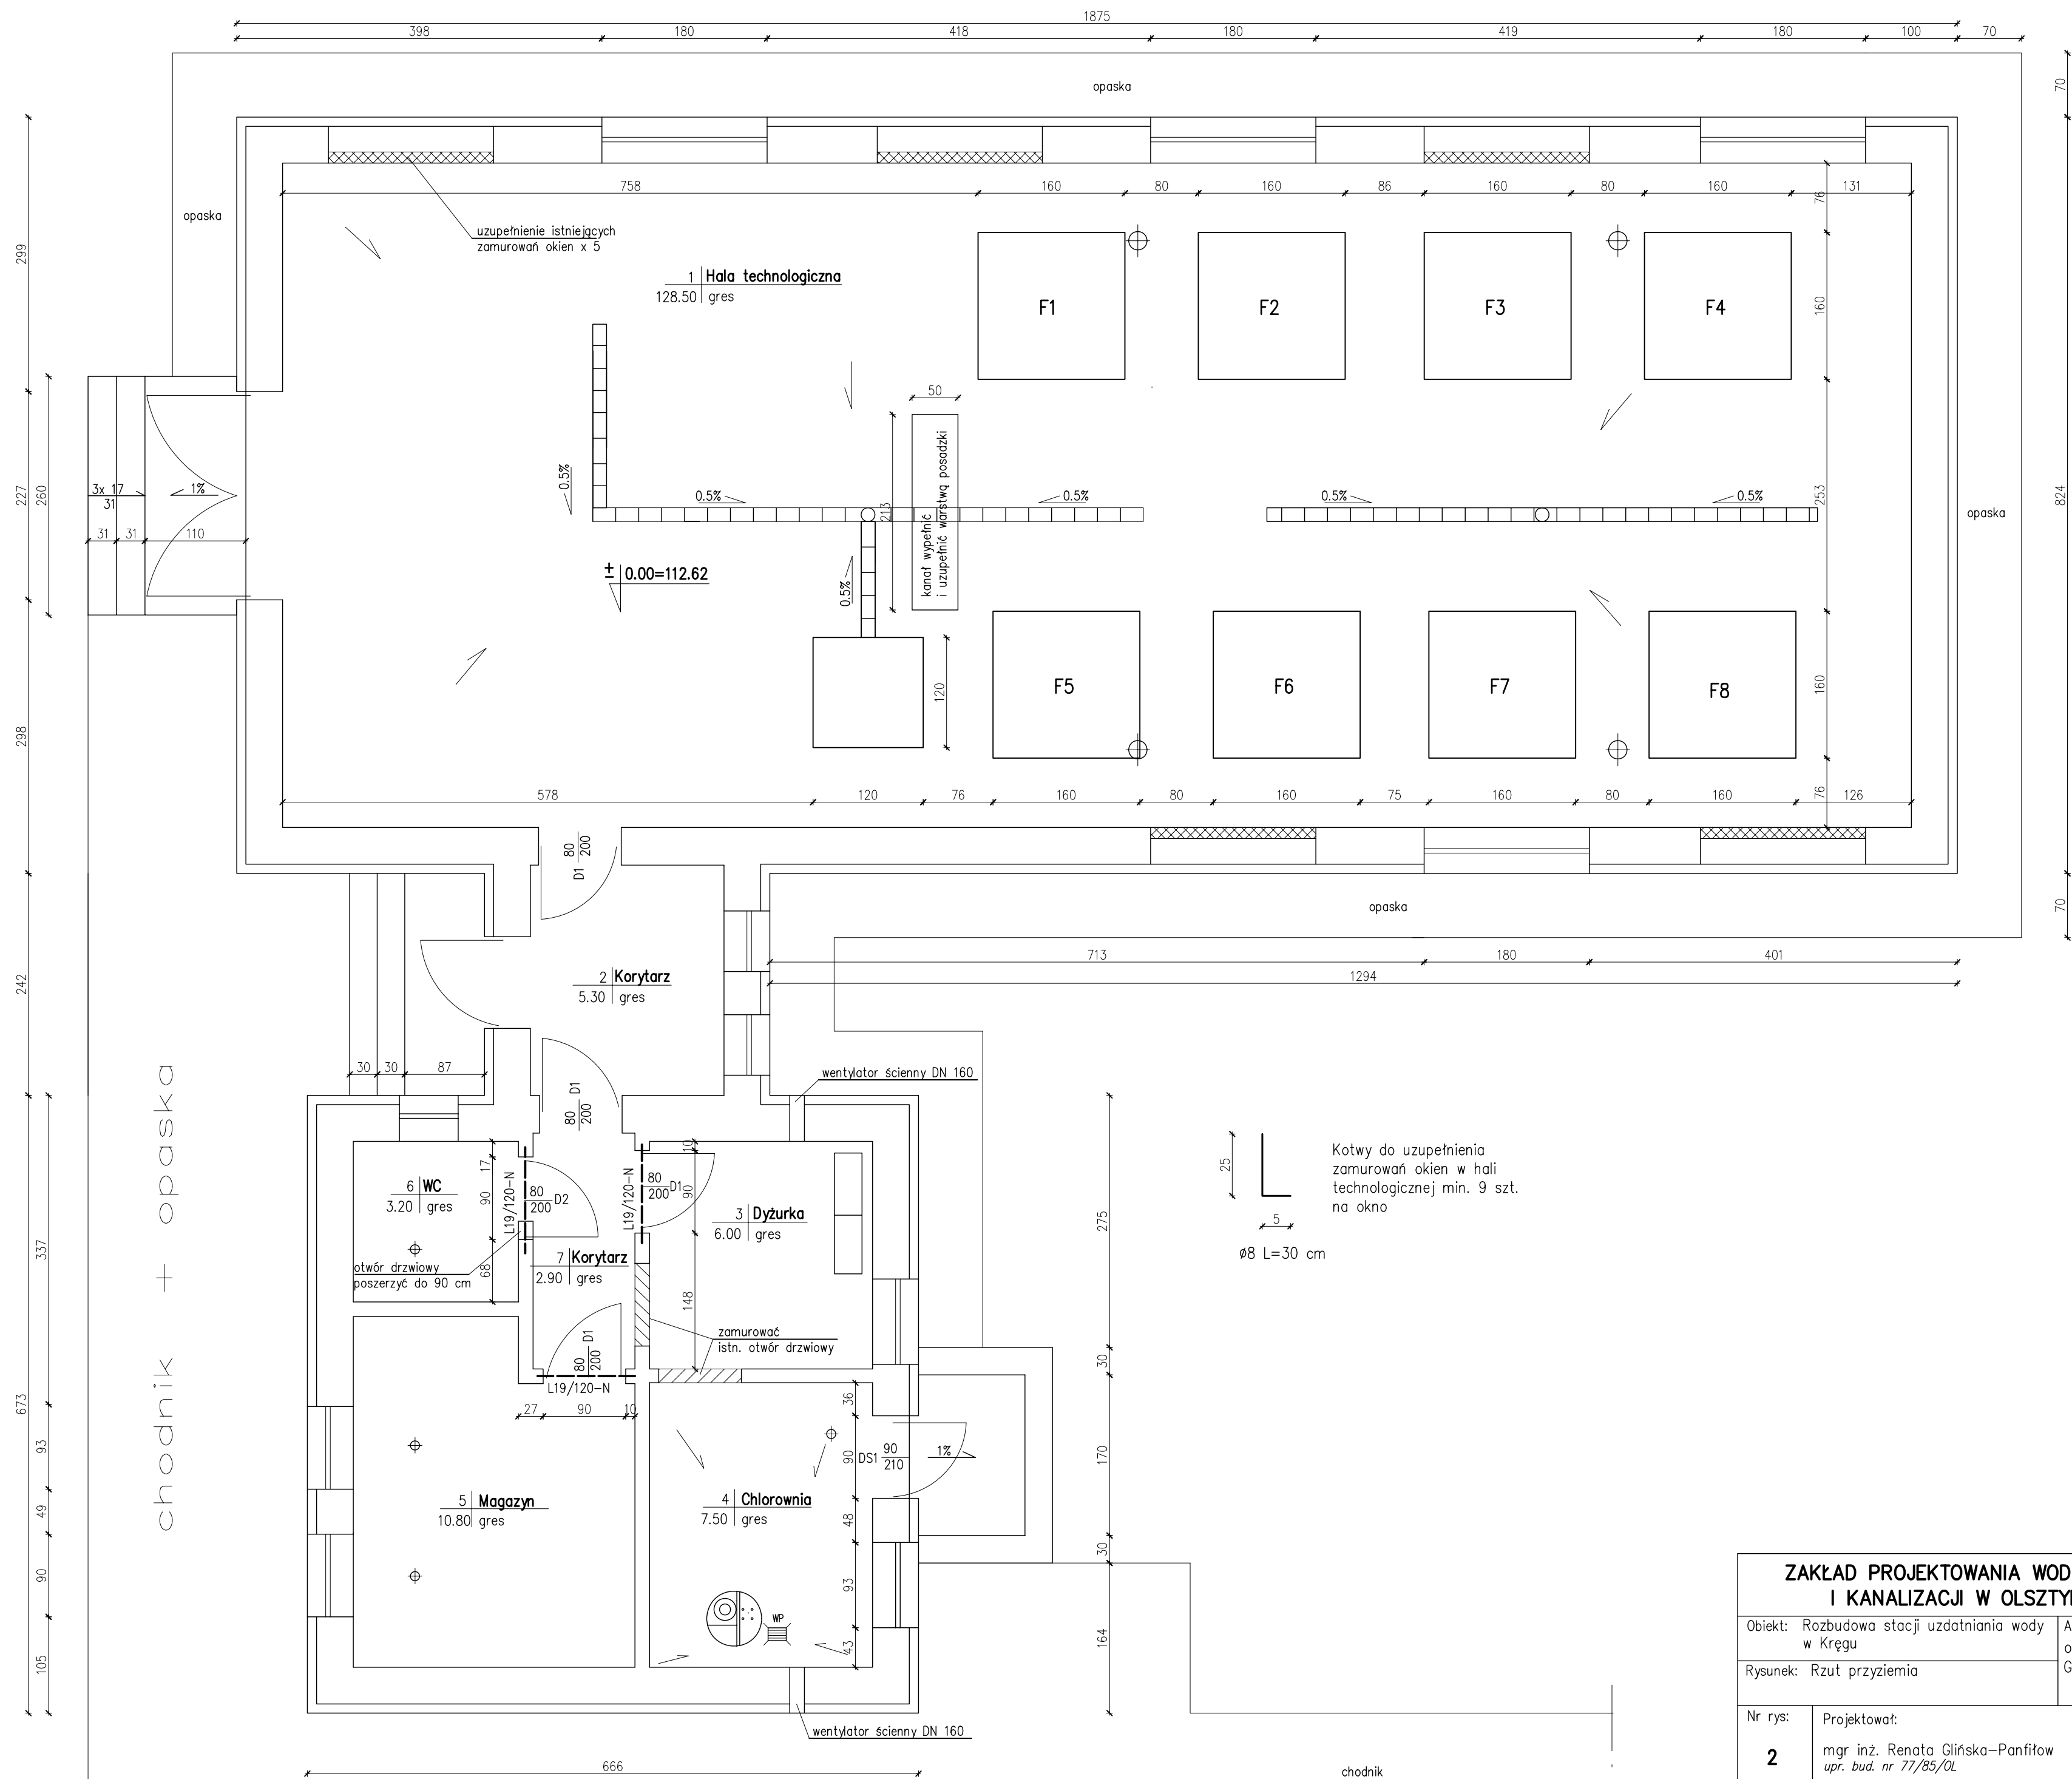 1875
398 180 418 180 419 180 100 70
opaska
70
758 160 80 160 86 160 80 160 131
76
opaska
uzupełnienie istniejących
zamurowań okien x 5
299
1 Hala technologiczna
128.50 gres
F1 F2 F3 F4
160
50
kanał wypełnić
i uzupełnić warstwą posadzki
213
0.5%
227
260
3x 17
31
1%
0.5% 0.5% 0.5% 0.5%
253
824
opaska
31 31 110
± 0.00=112.62
0.5%
F5 F6 F7 F8
160
120
298
578 120 76 160 80 160 75 160 80 160 126
76
D1 80
200
opaska
70
713 180 401
1294
242
2 Korytarz
5.30 gres
30 30 87
wentylator ścienny DN 160
80 D1
200
chodnik + opaska
25
5
ø8 L=30 cm
Kotwy do uzupełnienia
zamurowań okien w hali
technologicznej min. 9 szt.
na okno
10
17
90
68
6 WC
3.20 gres
L19/120-N
80
200 D2
L19/120-N
80
200 D1
90
3 Dyżurka
6.00 gres
275
337
7 Korytarz
2.90 gres
otwór drzwiowy
poszerzyć do 90 cm
148
zamurować
istn. otwór drzwiowy
80 D1
200
L19/120-N
27 90 10
30
36
673
93
90
DS1 90
210
1%
170
49
5 Magazyn
10.80 gres
4 Chlorownia
7.50 gres
48
30
90
93
WP
43
164
105
wentylator ścienny DN 160
666
chodnik
ZAKŁAD PROJEKTOWANIA WOD
I KANALIZACJI W OLSZTY
Obiekt: Rozbudowa stacji uzdatniania wody
w Kręgu
A
o
G
Rysunek: Rzut przyziemia
Nr rys:
2
Projektował:
mgr inż. Renata Glińska-Panfiłow
upr. bud. nr 77/85/OL